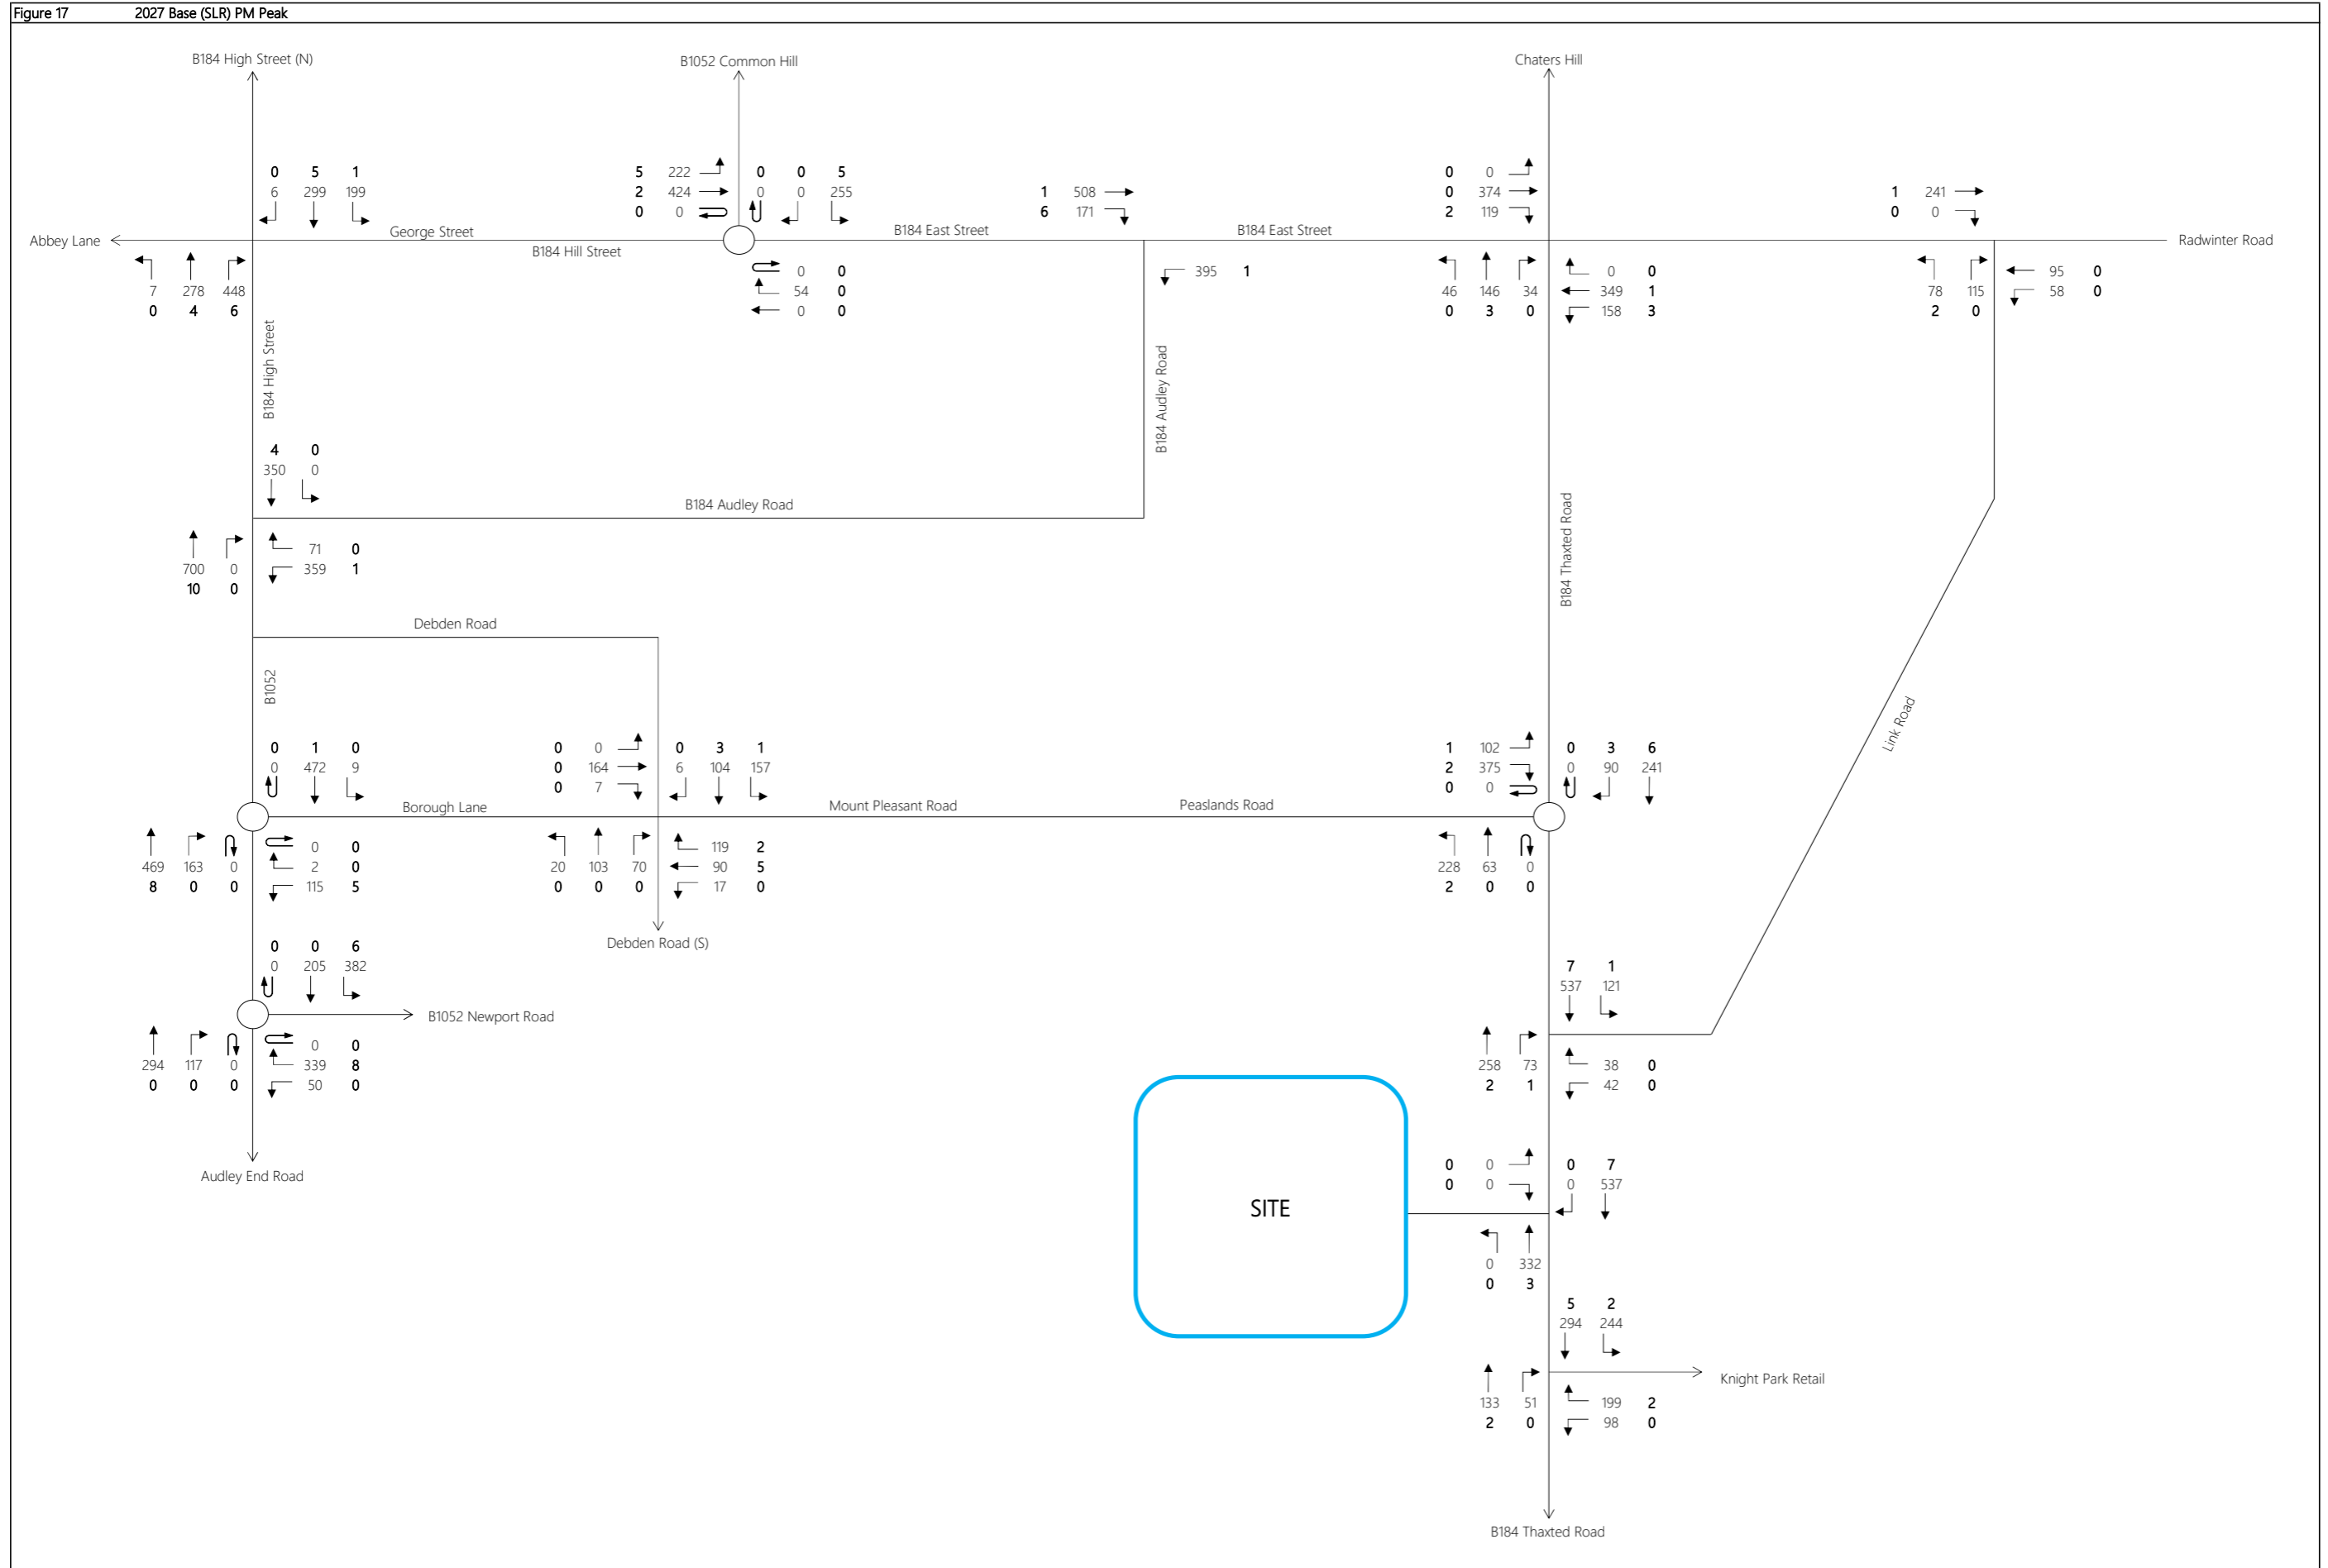 Figure 17 2027 Base (SLR) PM Peak
B184 High Street (N) B1052 Common Hill Chaters Hill
0 5 1 5 222 0 0 5 0 0
6 299 199 2 424 0 0 255 1 508 0 374 1 241
0 0 6 171 2 119 0 0
Abbey Lane George Street B184 East Street B184 East Street Radwinter Road
B184 Hill Street
0 0 395 1 0 0 95 0
7 278 448 54 0 46 146 34 349 1 78 115 58 0
0 4 6 0 0 0 3 0 158 3 2 0
B184 High Street
B184 Audley Road
4 0
350 0
B184 Audley Road
B184 Thaxted Road
71 0
700 0 359 1
10 0
Debden Road
B1052
Link Road
0 1 0 0 0 0 3 1 1 102 0 3 6
0 472 9 0 164 6 104 157 2 375 0 90 241
0 7 0 0
Borough Lane Mount Pleasant Road Peaslands Road
0 0 119 2
469 163 0 2 0 20 103 70 90 5 228 63 0
8 0 0 115 5 0 0 0 17 0 2 0 0
Debden Road (S)
0 0 6 7 1
0 205 382 537 121
B1052 Newport Road
0 0
294 117 0 339 8 258 73 38 0
0 0 0 50 0 2 1 42 0
Audley End Road
0 0 0 7
0 0 0 537
SITE
0 332
0 3
5 2
294 244
Knight Park Retail
133 51 199 2
2 0 98 0
B184 Thaxted Road